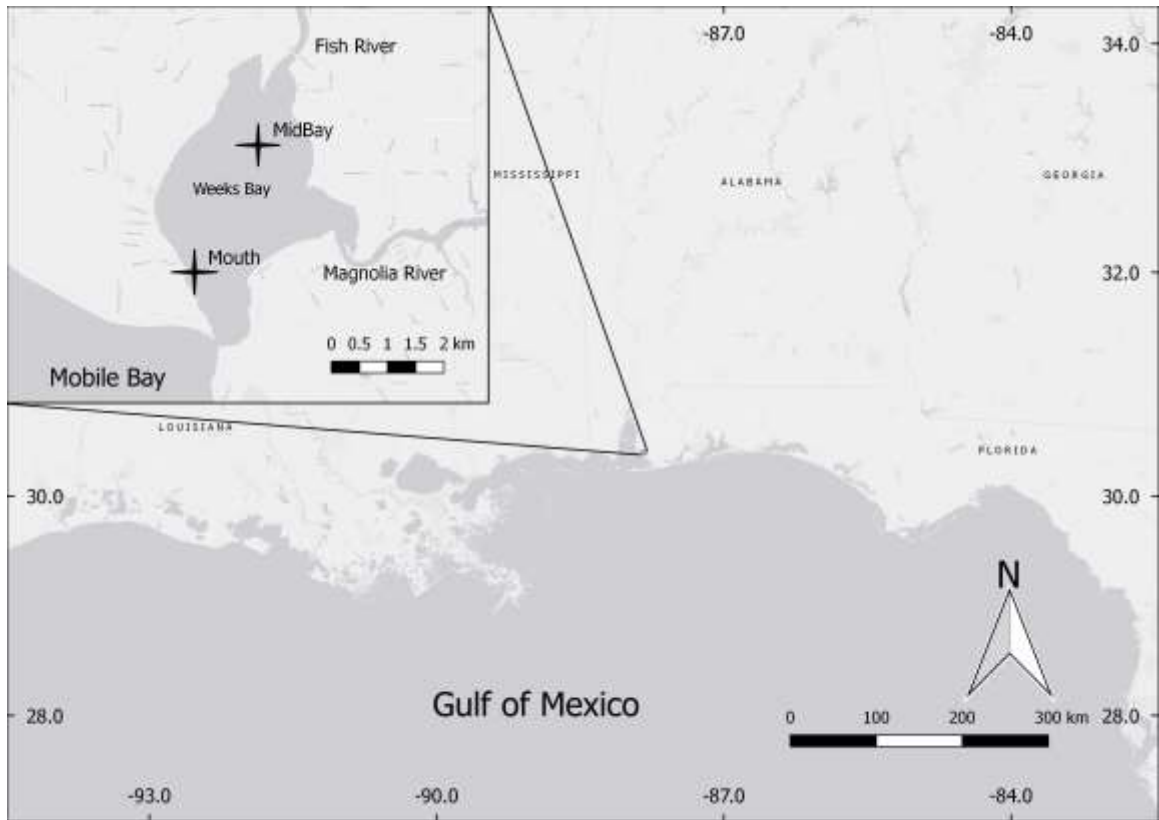 Fish River
MidBay
Weeks Bay
Mouth
Magnolia River
0 0.5 1 1.5 2 km
Mobile Bay
-87.0 -84.0
34.0
MISSISSIPPI
ALABAMA
GEORGIA
32.0
LOUISIANA
FLORIDA
30.0 30.0
N
Gulf of Mexico
0 100 200 300 km
28.0 28.0
-93.0 -90.0 -87.0 -84.0